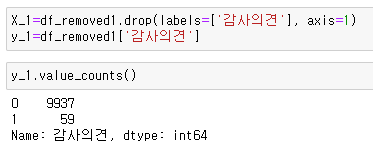 X_1=df_removed1.drop(labels=['감사의견'], axis=1)
y_1=df_removed1['감사의견']
y_1.value_counts()
0    9937
1      59
Name: 감사의견, dtype: int64